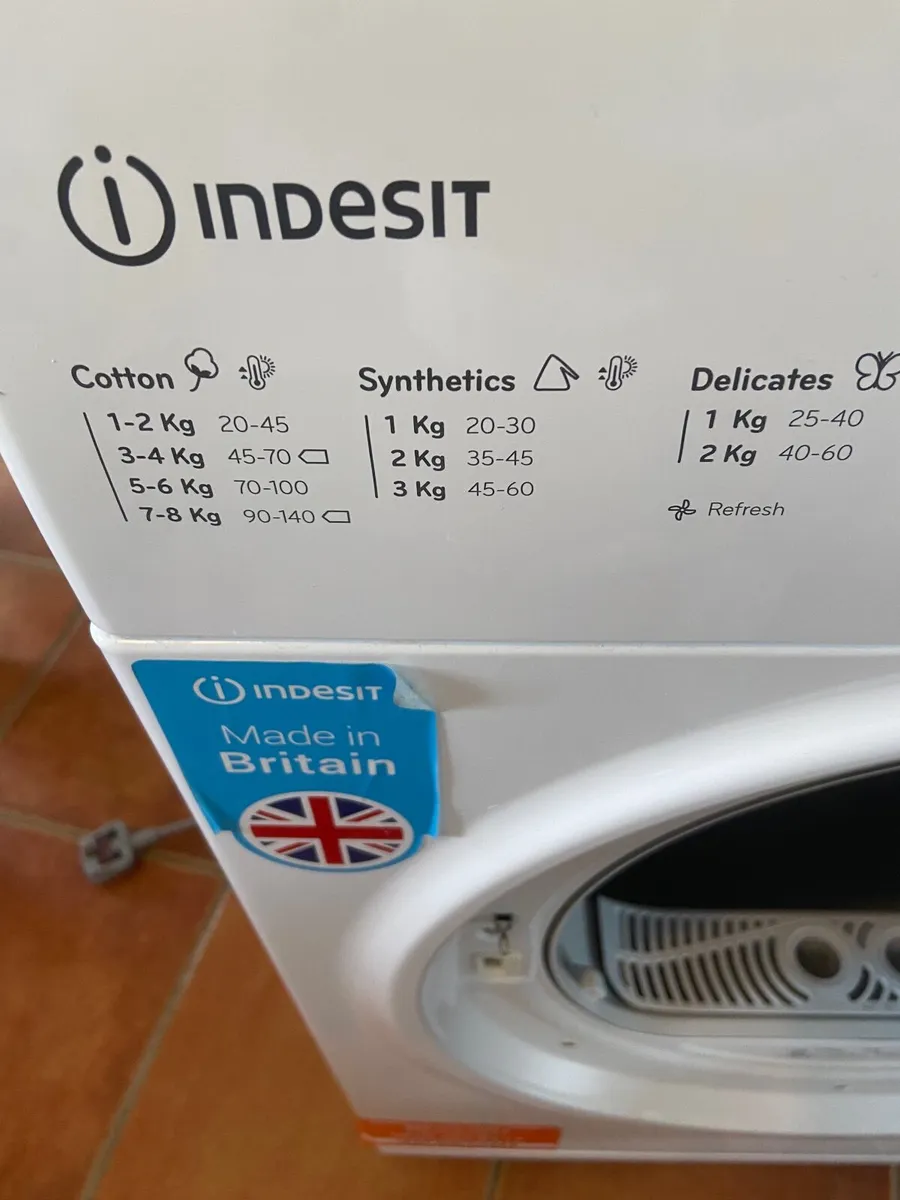 INDESIT
Cotton
1-2 Kg 20-45
3-4 Kg 45-70
5-6 Kg 70-100
7-8 Kg 90-140
Synthetics
1 Kg 20-30
2 Kg 35-45
3 Kg 45-60
Delicates
1 Kg 25-40
2 Kg 40-60
Refresh
INDESIT
Made in
Britain